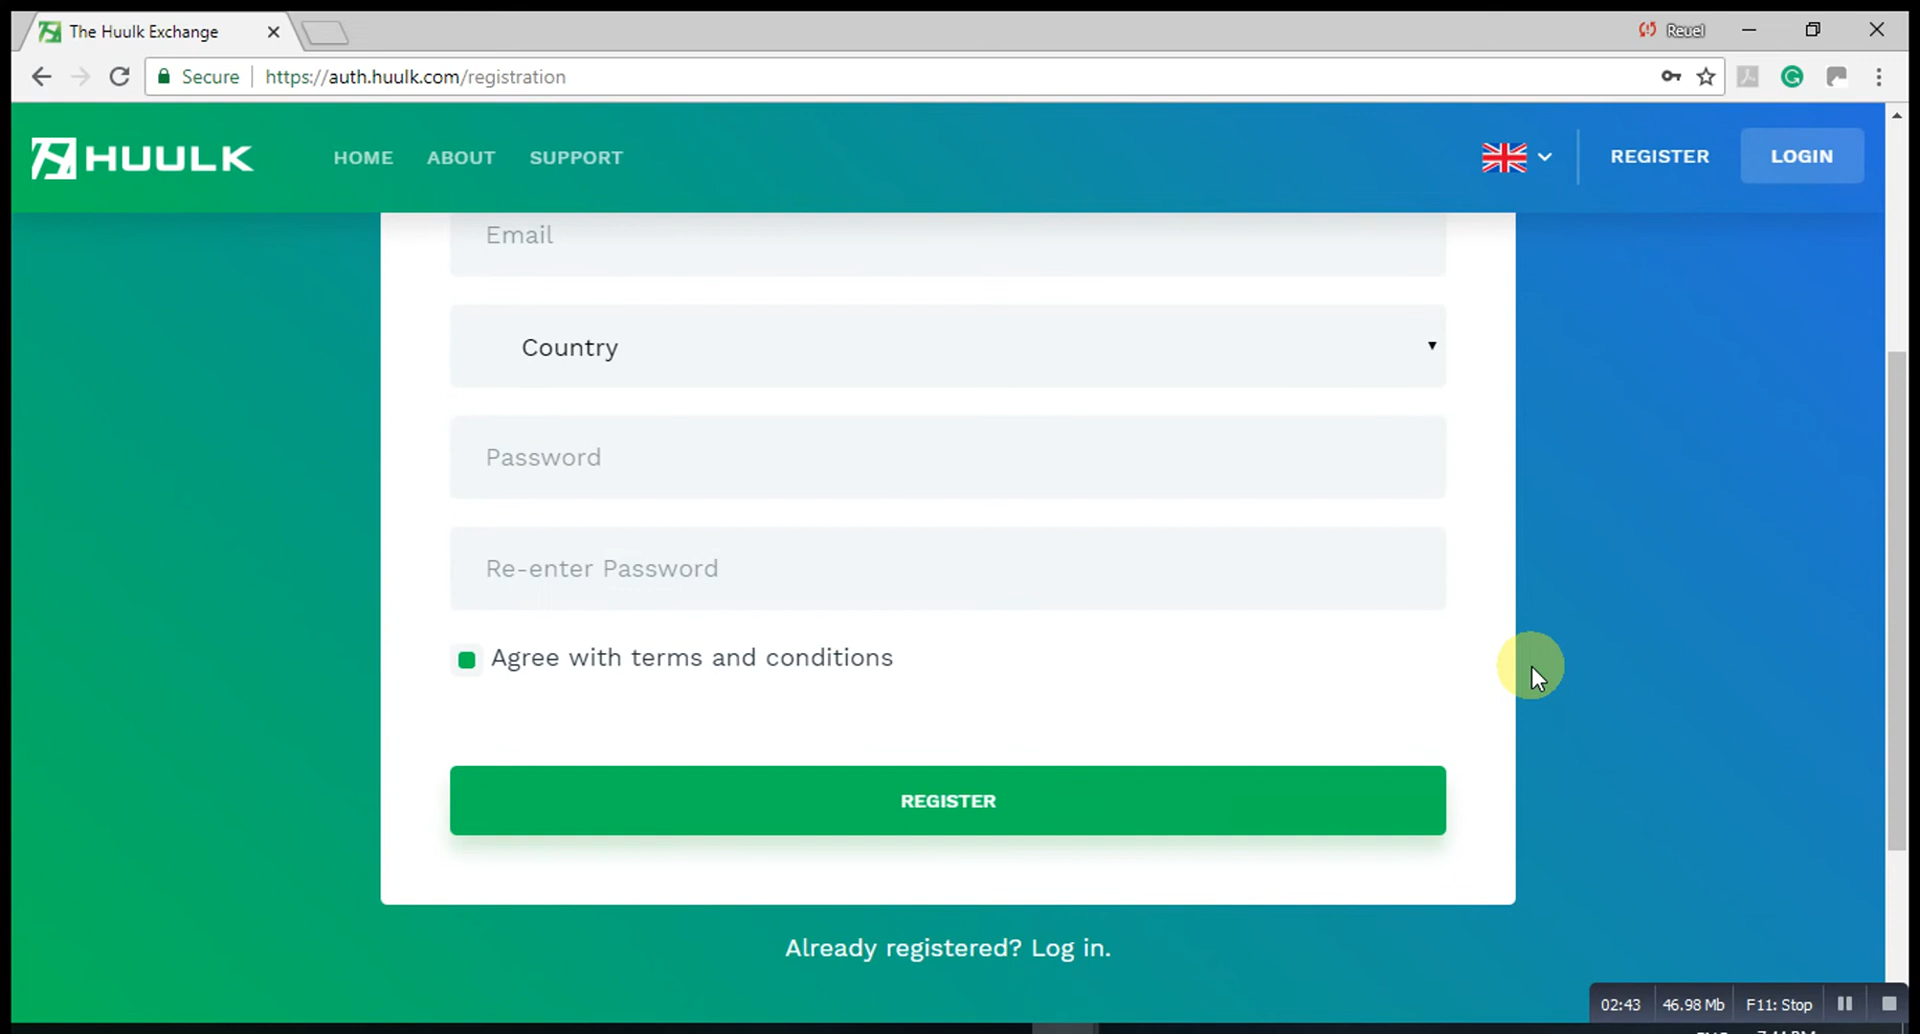 The Huulk Exchange
Reuel
Secure https://auth.huulk.com/registration
HUULK HOME ABOUT SUPPORT REGISTER LOGIN
Email
Country
Password
Re-enter Password
Agree with terms and conditions
REGISTER
Already registered? Log in.
02:43 46.98 Mb F11: Stop